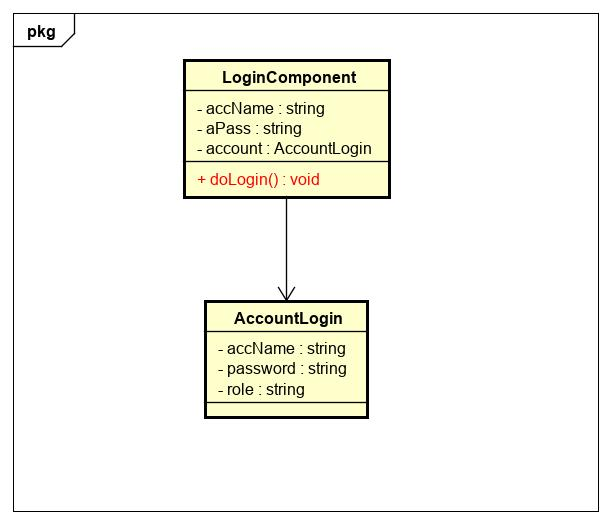 pkg
LoginComponent
- accName : string
- aPass : string
- account : AccountLogin
+ doLogin() : void
AccountLogin
- accName : string
- password : string
- role : string